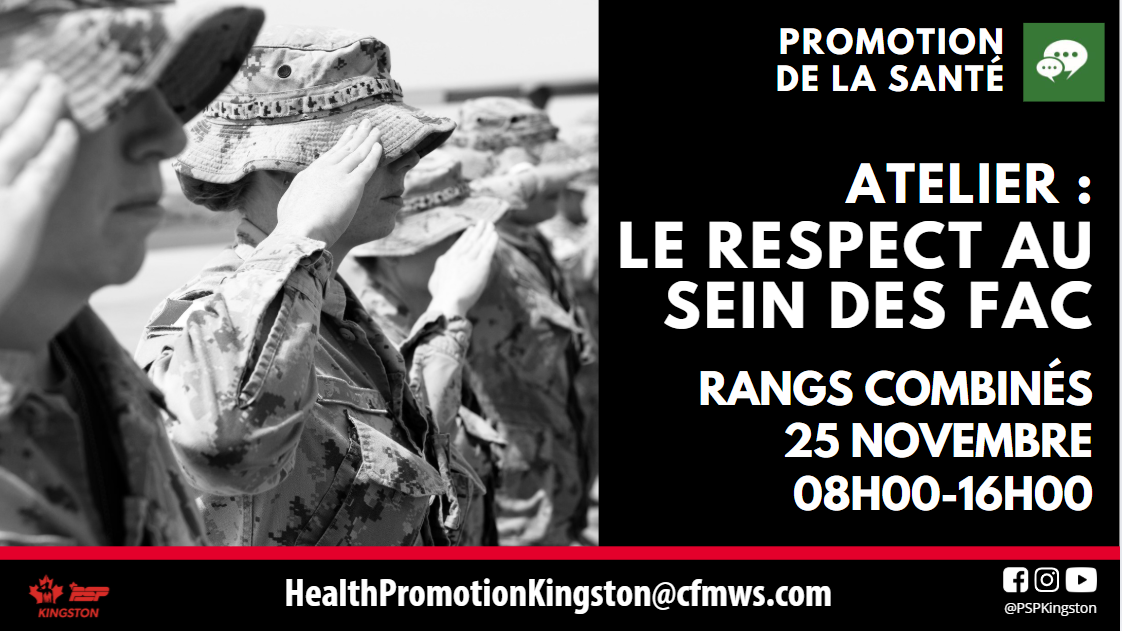 PROMOTION
DE LA SANTÉ
ATELIER :
LE RESPECT AU
SEIN DES FAC
RANGS COMBINÉS
25 NOVEMBRE
08H00-16H00
PSP
KINGSTON
HealthPromotionKingston@cfmws.com
@PSPKingston